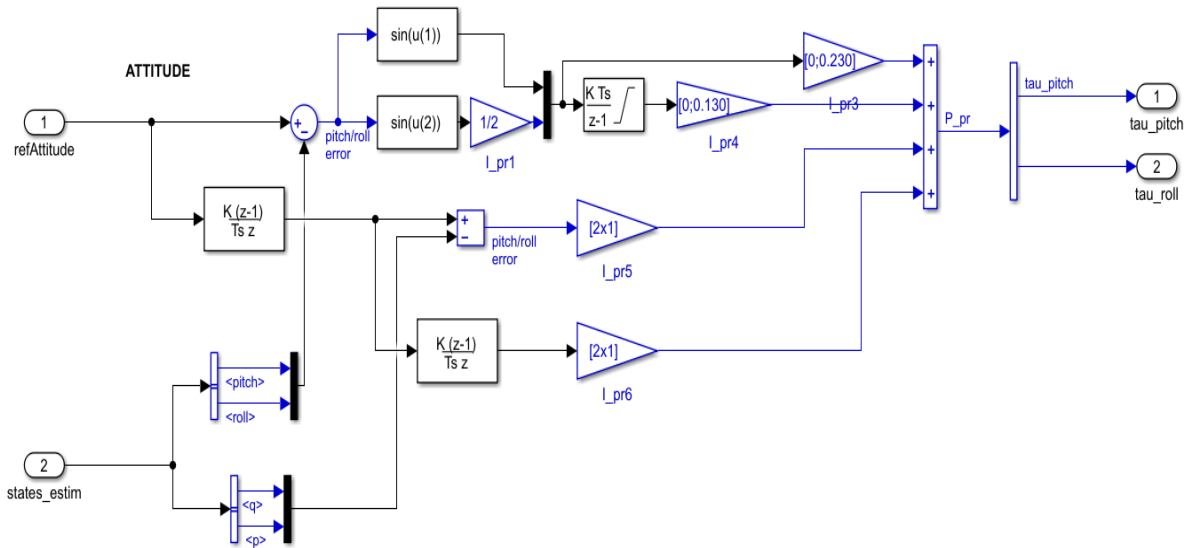 ATTITUDE
1
refAttitude
+
−
pitch/roll
error
sin(u(1))
sin(u(2))
1/2
I_pr1
K Ts
z-1
[0;0.130]
I_pr4
[0;0.230]
I_pr3
+
+
+
+
P_pr
tau_pitch
1
tau_pitch
2
tau_roll
K (z-1)
Ts z
+
−
pitch/roll
error
[2x1]
I_pr5
K (z-1)
Ts z
[2x1]
I_pr6
<pitch>
<roll>
2
states_estim
<q>
<p>